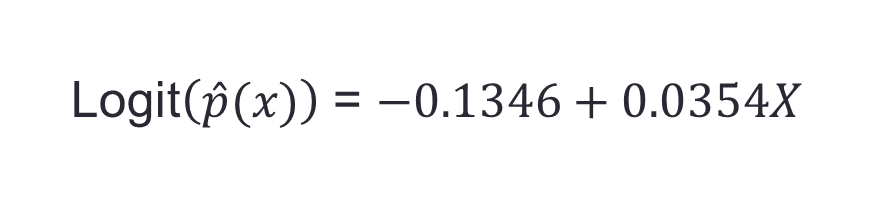 Logit(p̂(x)) = −0.1346 + 0.0354X